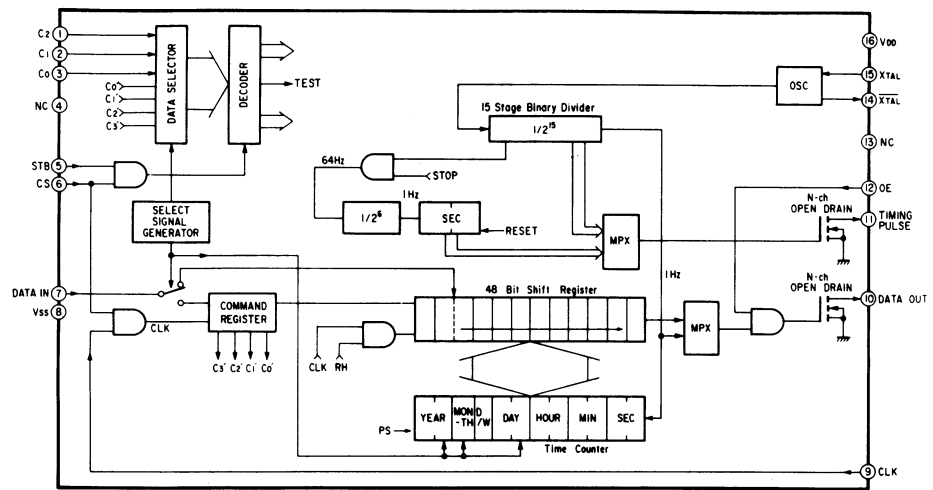 C2 1
C1 2
C0 3
NC 4
STB 5
CS 6
DATA IN 7
VSS 8
DATA SELECTOR
C0'
C1'
C2'
C3'
DECODER
TEST
SELECT
SIGNAL
GENERATOR
CLK
COMMAND
REGISTER
C3' C2' C1' C0'
15 Stage Binary Divider
1/2^15
OSC
64Hz
STOP
1/2^6
1Hz
SEC
RESET
MPX
1Hz
48 Bit Shift Register
CLK RH
MPX
PS
YEAR
MON
-TH
D
/W
DAY
HOUR
MIN
SEC
Time Counter
16 VDD
15 XTAL
14 XTAL
13 NC
12 OE
N-ch
OPEN DRAIN
11 TIMING
PULSE
N-ch
OPEN DRAIN
10 DATA OUT
9 CLK